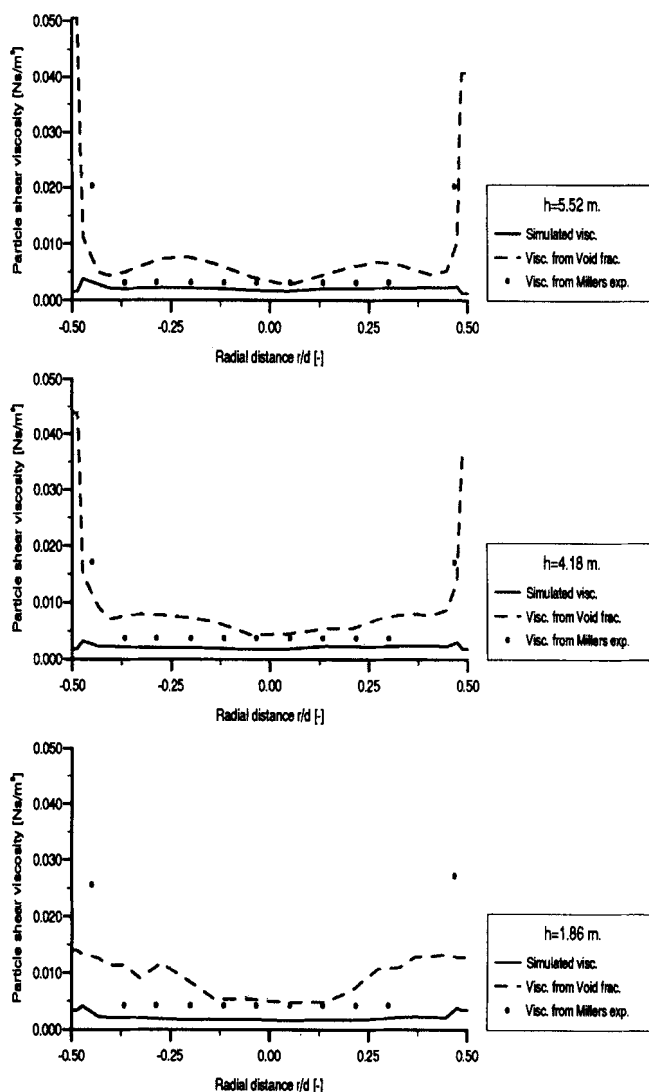 0.050
0.040
0.030
0.020
0.010
0.000
Particle shear viscosity [Ns/m²]
-0.50 -0.25 0.00 0.25 0.50
Radial distance r/d [-]
h=5.52 m.
Simulated visc.
Visc. from Void frac.
Visc. from Millers exp.
0.050
0.040
0.030
0.020
0.010
0.000
Particle shear viscosity [Ns/m²]
-0.50 -0.25 0.00 0.25 0.50
Radial distance r/d [-]
h=4.18 m.
Simulated visc.
Visc. from Void frac.
Visc. from Millers exp.
0.050
0.040
0.030
0.020
0.010
0.000
Particle shear viscosity [Ns/m²]
-0.50 -0.25 0.00 0.25 0.50
Radial distance r/d [-]
h=1.86 m.
Simulated visc.
Visc. from Void frac.
Visc. from Millers exp.